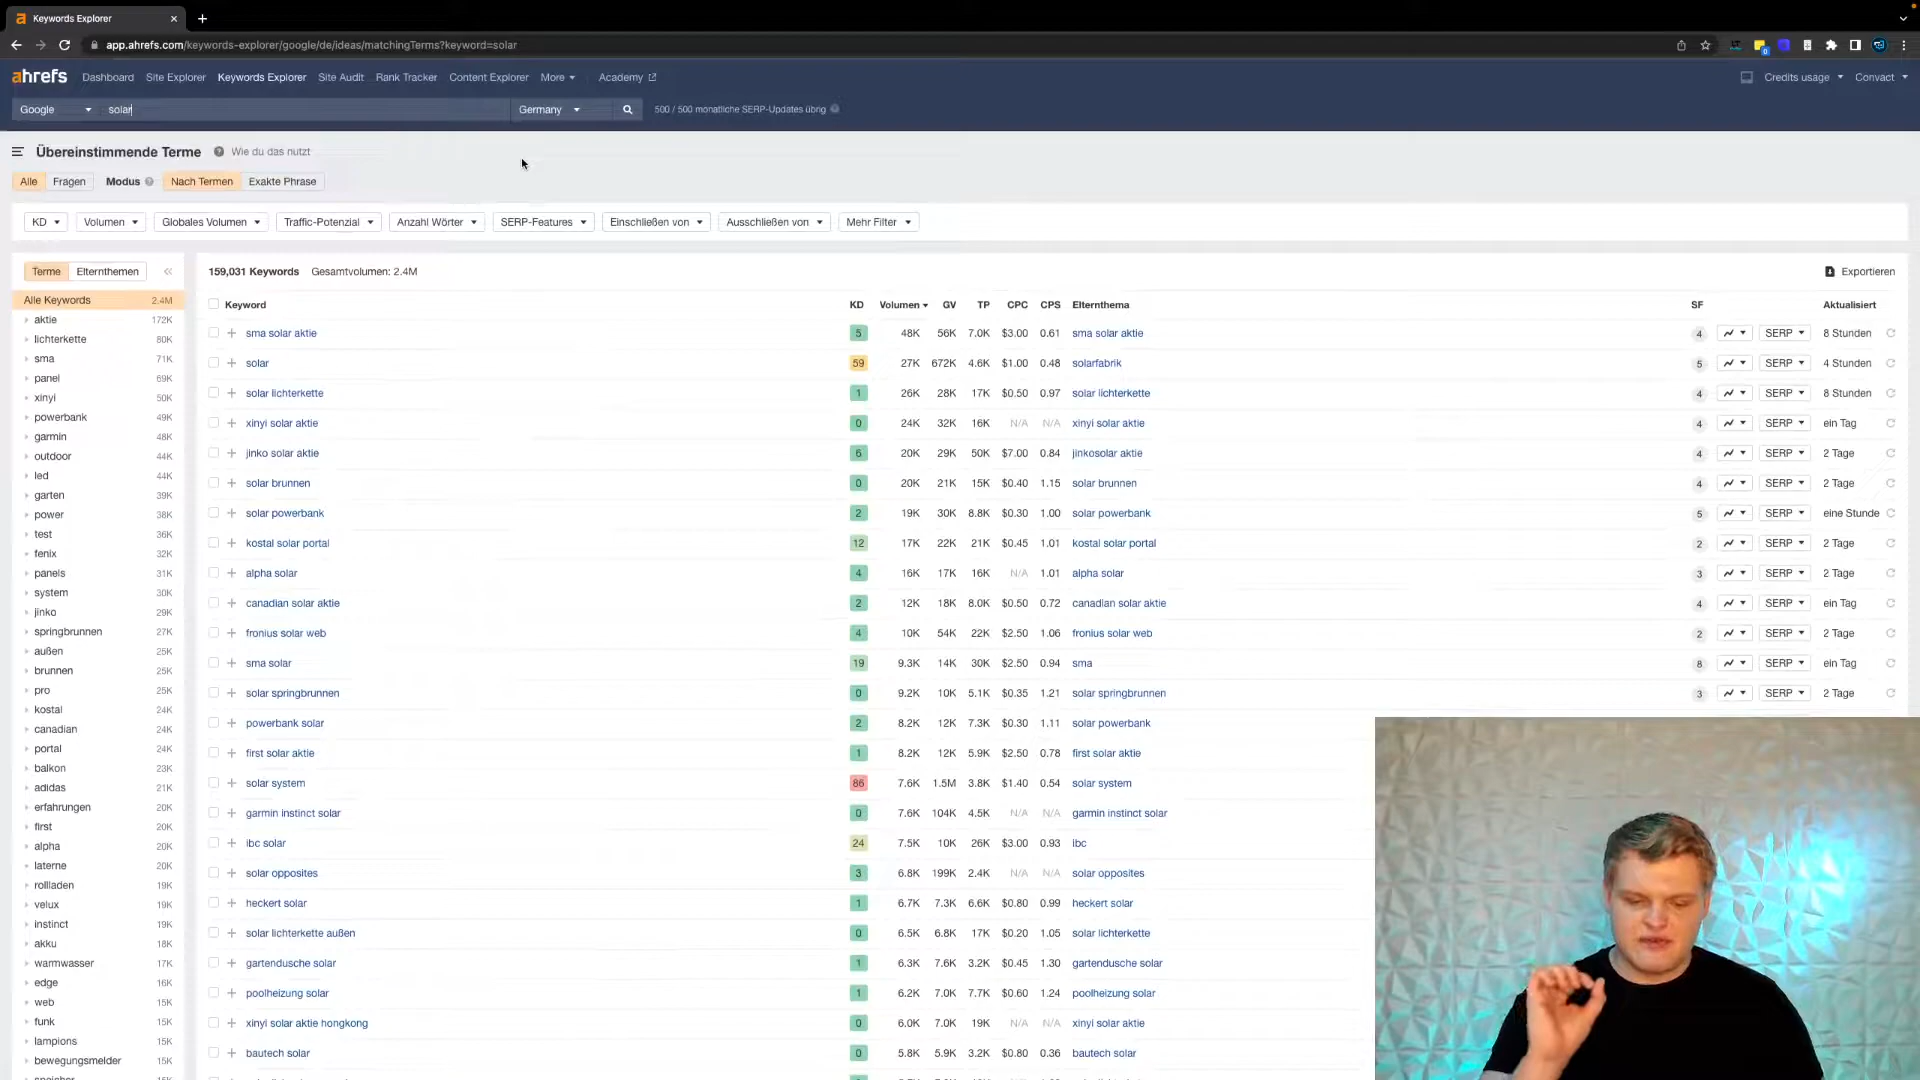 Keywords Explorer
app.ahrefs.com/keywords-explorer/google/de/ideas/matchingTerms?keyword=solar
ahrefs Dashboard Site Explorer Keywords Explorer Site Audit Rank Tracker Content Explorer More Academy Credits usage Convact
Google solar Germany 500 / 500 monatliche SERP-Updates übrig
Übereinstimmende Terme Wie du das nutzt
Alle Fragen Modus Nach Termen Exakte Phrase
KD Volumen Globales Volumen Traffic-Potenzial Anzahl Wörter SERP-Features Einschließen von Ausschließen von Mehr Filter
Terme Elternthemen
Alle Keywords 2.4M
aktie 172K
lichterkette 80K
sma 71K
panel 69K
xinyi 50K
powerbank 49K
garmin 48K
outdoor 44K
led 44K
garten 39K
power 38K
test 36K
fenix 32K
panels 31K
system 30K
jinko 29K
springbrunnen 27K
außen 25K
brunnen 25K
pro 25K
kostal 24K
canadian 24K
portal 24K
balkon 23K
adidas 21K
erfahrungen 20K
first 20K
alpha 20K
laterne 20K
rollladen 19K
velux 19K
instinct 19K
akku 18K
warmwasser 17K
edge 16K
web 15K
funk 15K
lampions 15K
bewegungsmelder 15K
159,031 Keywords Gesamtvolumen: 2.4M Exportieren
Keyword KD Volumen GV TP CPC CPS Elternthema SF Aktualisiert
sma solar aktie 5 48K 56K 7.0K $3.00 0.61 sma solar aktie 4 SERP 8 Stunden
solar 59 27K 672K 4.6K $1.00 0.48 solarfabrik 5 SERP 4 Stunden
solar lichterkette 1 26K 28K 17K $0.50 0.97 solar lichterkette 4 SERP 8 Stunden
xinyi solar aktie 0 24K 32K 16K N/A N/A xinyi solar aktie 4 SERP ein Tag
jinko solar aktie 6 20K 29K 50K $7.00 0.84 jinkosolar aktie 4 SERP 2 Tage
solar brunnen 0 20K 21K 15K $0.40 1.15 solar brunnen 4 SERP 2 Tage
solar powerbank 2 19K 30K 8.8K $0.30 1.00 solar powerbank 5 SERP eine Stunde
kostal solar portal 12 17K 22K 21K $0.45 1.01 kostal solar portal 2 SERP 2 Tage
alpha solar 4 16K 17K 16K N/A 1.01 alpha solar 3 SERP 2 Tage
canadian solar aktie 2 12K 18K 8.0K $0.50 0.72 canadian solar aktie 4 SERP ein Tag
fronius solar web 4 10K 54K 22K $2.50 1.06 fronius solar web 2 SERP 2 Tage
sma solar 19 9.3K 14K 30K $2.50 0.94 sma 8 SERP ein Tag
solar springbrunnen 0 9.2K 10K 5.1K $0.35 1.21 solar springbrunnen 3 SERP 2 Tage
powerbank solar 2 8.2K 12K 7.3K $0.30 1.11 solar powerbank
first solar aktie 1 8.2K 12K 5.9K $2.50 0.78 first solar aktie
solar system 86 7.6K 1.5M 3.8K $1.40 0.54 solar system
garmin instinct solar 0 7.6K 104K 4.5K N/A N/A garmin instinct solar
ibc solar 24 7.5K 10K 26K $3.00 0.93 ibc
solar opposites 3 6.8K 199K 2.4K N/A N/A solar opposites
heckert solar 1 6.7K 7.3K 6.6K $0.80 0.99 heckert solar
solar lichterkette außen 0 6.5K 6.8K 17K $0.20 1.05 solar lichterkette
gartendusche solar 1 6.3K 7.6K 3.2K $0.45 1.30 gartendusche solar
poolheizung solar 1 6.2K 7.0K 7.7K $0.60 1.24 poolheizung solar
xinyi solar aktie hongkong 0 6.0K 7.0K 19K N/A N/A xinyi solar aktie
bautech solar 0 5.8K 5.9K 3.2K $0.80 0.36 bautech solar